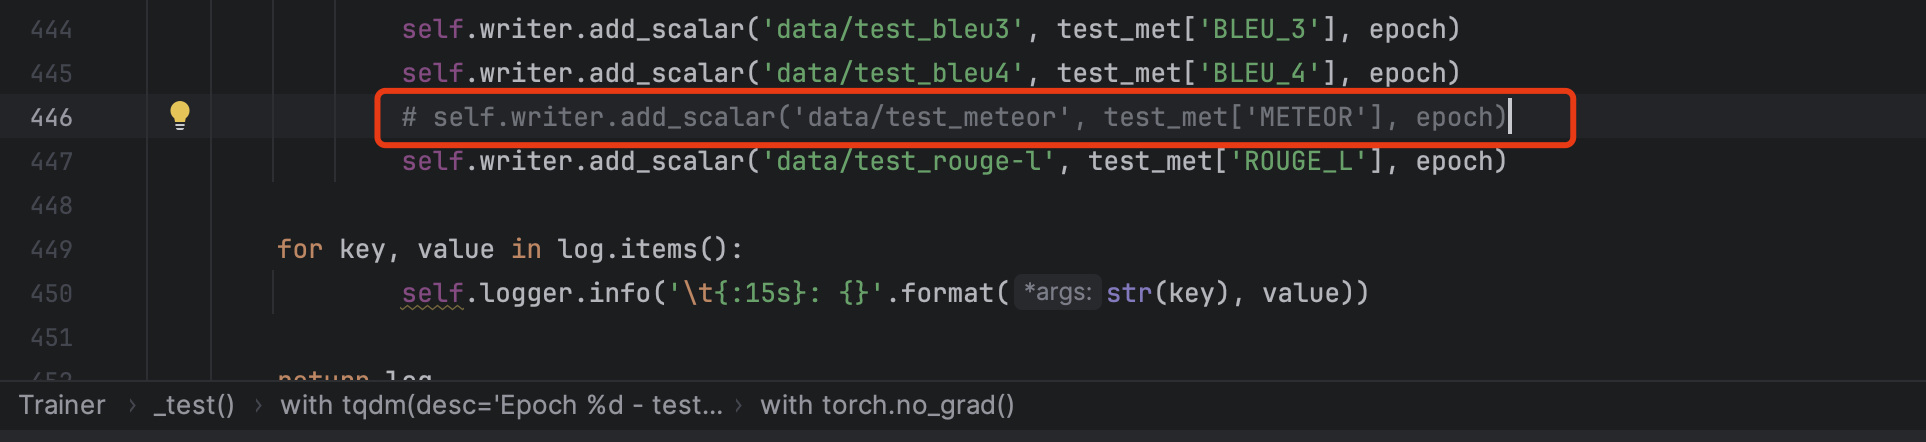 444 self.writer.add_scalar('data/test_bleu3', test_met['BLEU_3'], epoch)
445 self.writer.add_scalar('data/test_bleu4', test_met['BLEU_4'], epoch)
446 # self.writer.add_scalar('data/test_meteor', test_met['METEOR'], epoch)
447 self.writer.add_scalar('data/test_rouge-l', test_met['ROUGE_L'], epoch)
448
449 for key, value in log.items():
450 self.logger.info('\t{:15s}: {}'.format( *args: str(key), value))
451
452 return log
Trainer › _test() › with tqdm(desc='Epoch %d - test... › with torch.no_grad()